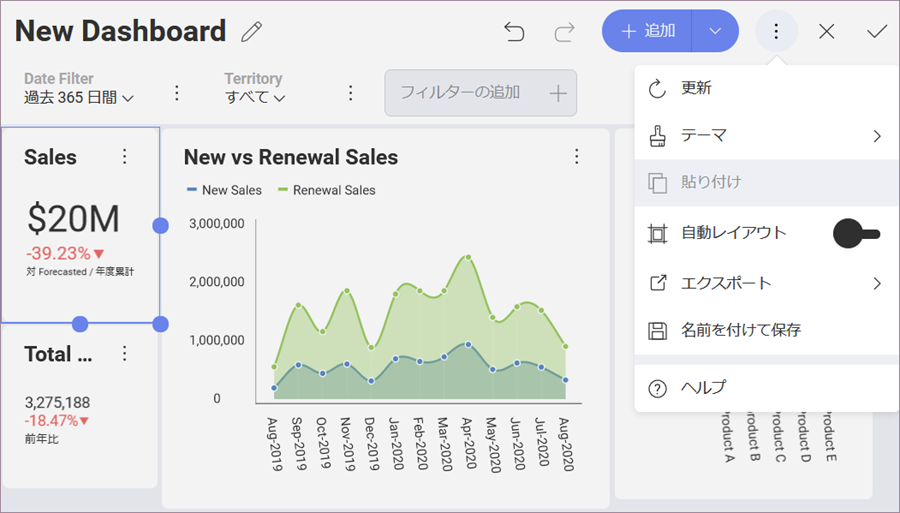 New Dashboard
追加
Date Filter
過去 365 日間
Territory
すべて
フィルターの追加
更新
テーマ
貼り付け
自動レイアウト
エクスポート
名前を付けて保存
ヘルプ
Sales
$20M
-39.23%▼
対 Forecasted / 年度累計
Total ...
3,275,188
-18.47%▼
前年比
New vs Renewal Sales
New Sales
Renewal Sales
3,000,000
2,000,000
1,000,000
0
Aug-2019
Sep-2019
Oct-2019
Nov-2019
Dec-2019
Jan-2020
Feb-2020
Mar-2020
Apr-2020
May-2020
Jun-2020
Jul-2020
Aug-2020
Product A
Product B
Product C
Product D
Product E